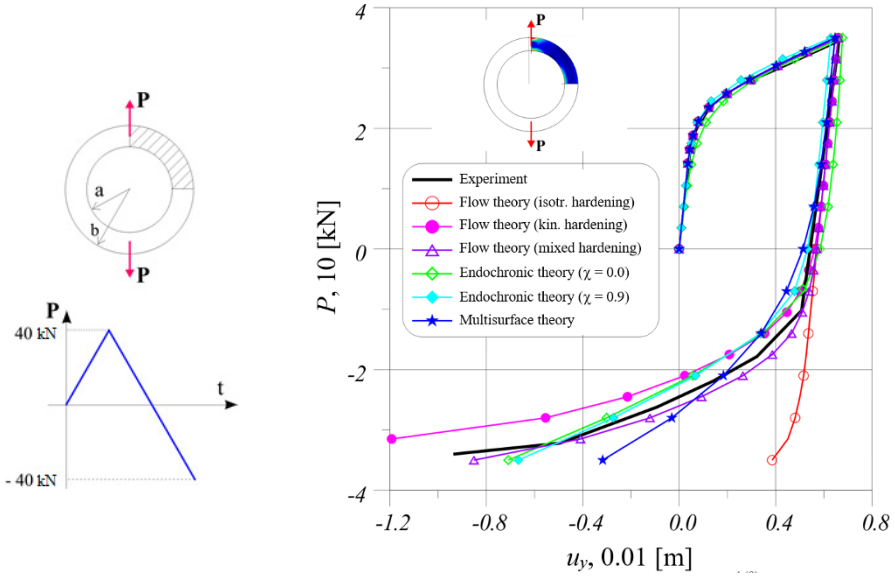 P
a
b
P
P
40 kN
t
- 40 kN
P
P
Experiment
Flow theory (isotr. hardening)
Flow theory (kin. hardening)
Flow theory (mixed hardening)
Endochronic theory (χ = 0.0)
Endochronic theory (χ = 0.9)
Multisurface theory
P, 10 [kN]
4
2
0
-2
-4
-1.2 -0.8 -0.4 0.0 0.4 0.8
uy, 0.01 [m]